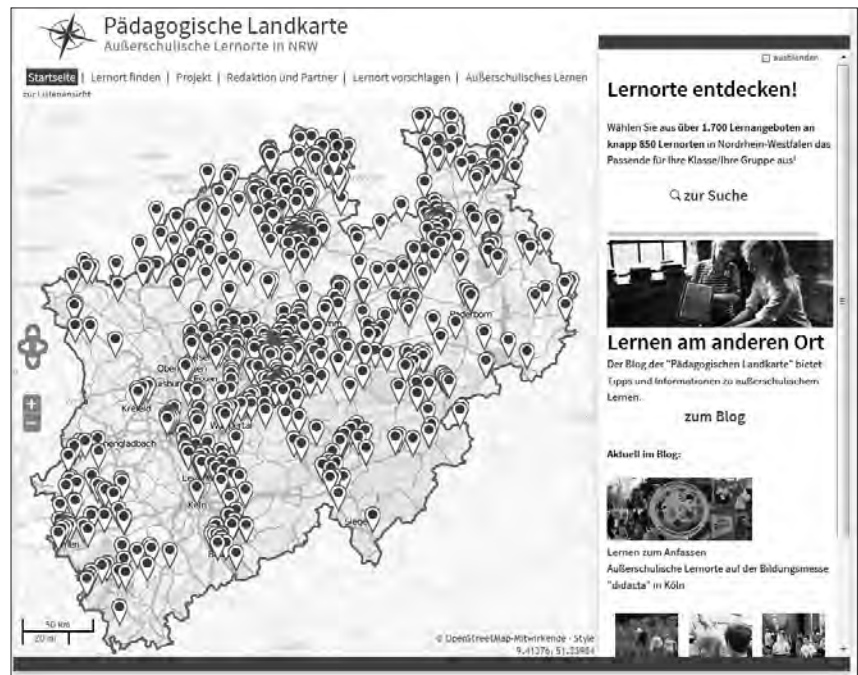 Pädagogische Landkarte
Außerschulische Lernorte in NRW
Startseite | Lernort finden | Projekt | Redaktion und Partner | Lernort vorschlagen | Außerschulisches Lernen
zur Listenansicht
ausblenden
Lernorte entdecken!
Wählen Sie aus über 1.700 Lernangeboten an
knapp 850 Lernorten in Nordrhein-Westfalen das
Passende für Ihre Klasse/Ihre Gruppe aus!
zur Suche
Lernen am anderen Ort
Der Blog der "Pädagogischen Landkarte" bietet
Tipps und Informationen zu außerschulischem
Lernen.
zum Blog
Aktuell im Blog:
Lernen zum Anfassen
Außerschulische Lernorte auf der Bildungsmesse
"didacta" in Köln
Krefeld
Essen
Köln
50 km
20 mi
© OpenStreetMap-Mitwirkende - Style